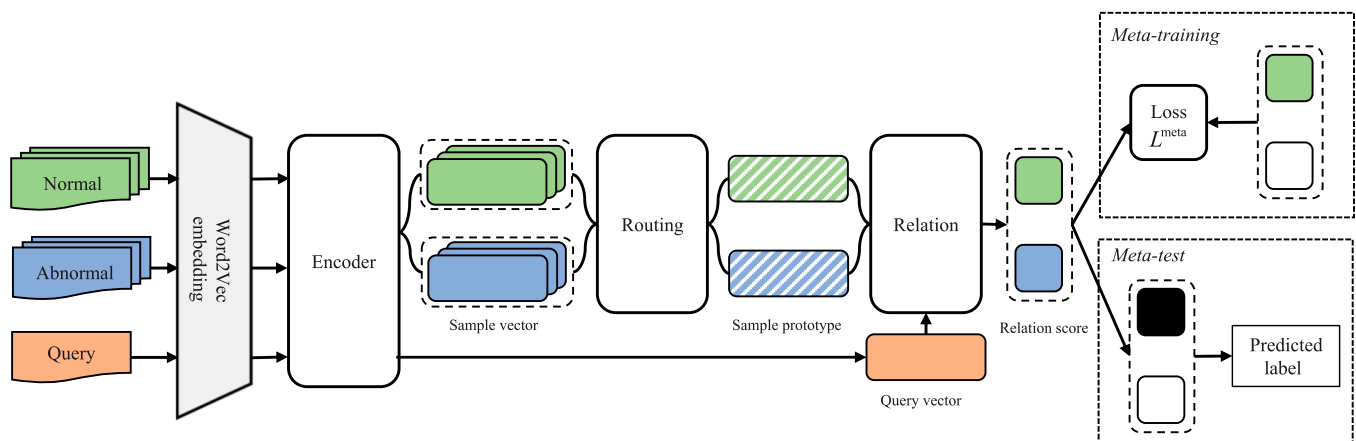 Normal
Abnormal
Query
Word2Vec
embedding
Encoder
Sample vector
Routing
Sample prototype
Relation
Query vector
Relation score
Meta-training
Loss
L^meta
Meta-test
Predicted
label